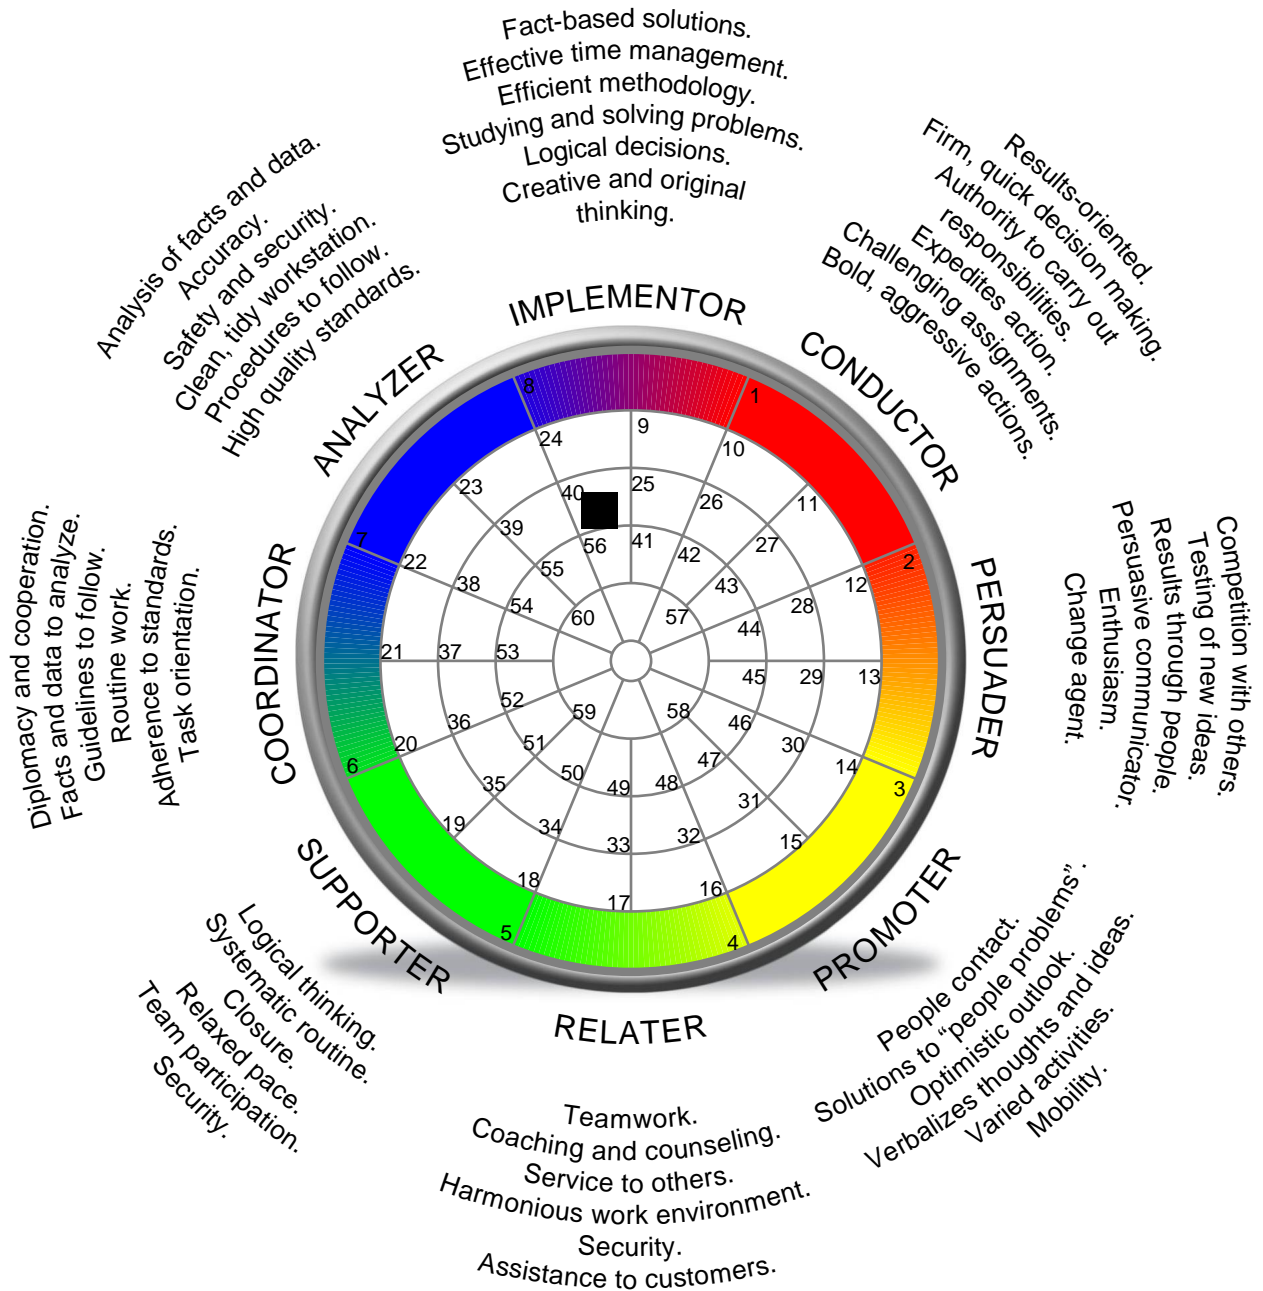 Fact-based solutions.
Effective time management.
Efficient methodology.
Studying and solving problems.
Logical decisions.
Creative and original
thinking.
Results-oriented.
Firm, quick decision making.
Authority to carry out
responsibilities.
Expedites action.
Challenging assignments.
Bold, aggressive actions.
Analysis of facts and data.
Accuracy.
Safety and security.
Clean, tidy workstation.
Procedures to follow.
High quality standards.
IMPLEMENTOR
CONDUCTOR
ANALYZER
PERSUADER
COORDINATOR
PROMOTER
SUPPORTER
RELATER
Competition with others.
Testing of new ideas.
Results through people.
Persuasive communicator.
Enthusiasm.
Change agent.
Diplomacy and cooperation.
Facts and data to analyze.
Guidelines to follow.
Routine work.
Adherence to standards.
Task orientation.
8
1
24
9
10
23
40
25
26
11
39
56
41
42
27
7
22
38
55
43
12
2
54
60
57
28
44
21
37
53
45
29
13
52
59
58
46
36
51
30
20
6
50
49
48
47
14
3
35
31
19
34
33
32
15
18
17
16
5
4
People contact.
Solutions to “people problems”.
Optimistic outlook.
Verbalizes thoughts and ideas.
Varied activities.
Mobility.
Logical thinking.
Systematic routine.
Closure.
Relaxed pace.
Team participation.
Security.
Teamwork.
Coaching and counseling.
Service to others.
Harmonious work environment.
Security.
Assistance to customers.